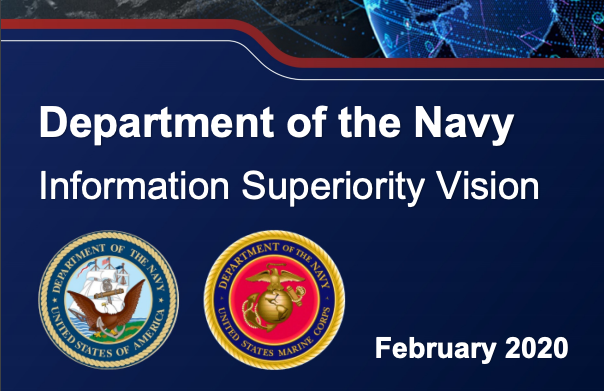 Department of the Navy
Information Superiority Vision
DEPARTMENT OF THE NAVY
UNITED STATES OF AMERICA
DEPARTMENT OF THE NAVY
UNITED STATES MARINE CORPS
February 2020